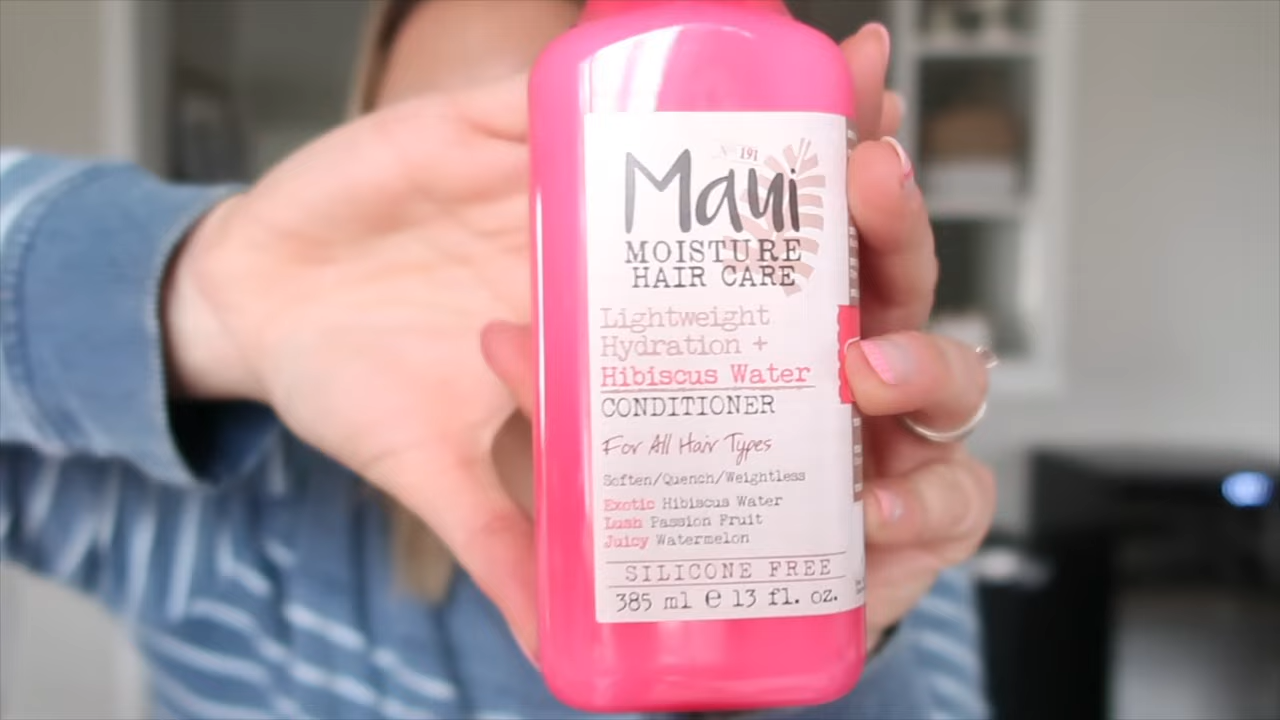 Maui
MOISTURE
HAIR CARE
Lightweight
Hydration +
Hibiscus Water
CONDITIONER
For All Hair Types
Soften/Quench/Weightless
Exotic Hibiscus Water
Lush Passion Fruit
Juicy Watermelon
SILICONE FREE
385 ml e 13 fl. oz.